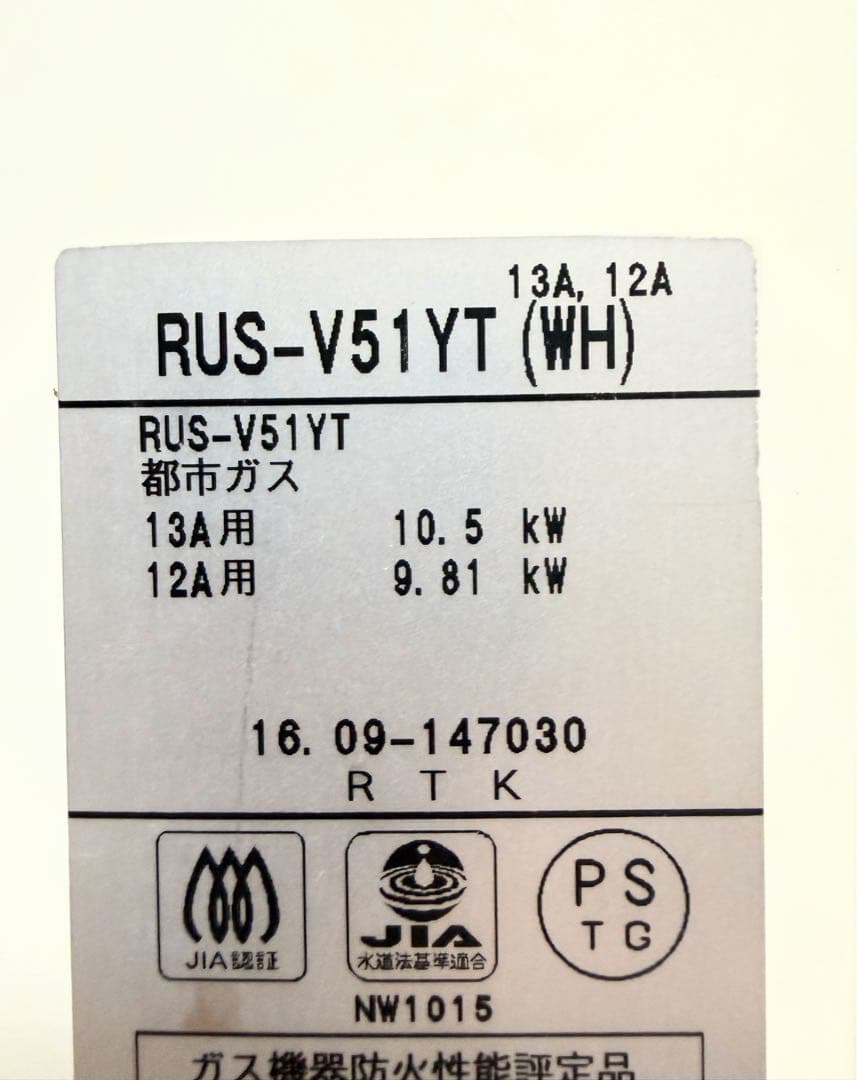 13A, 12A
RUS-V51YT (WH)
RUS-V51YT
都市ガス
13A用 10.5 kW
12A用 9.81 kW
16. 09-147030
R T K
JIA認証
JIA
水道法基準適合
PS
TG
NW1015
ガス機器防火性能評定品